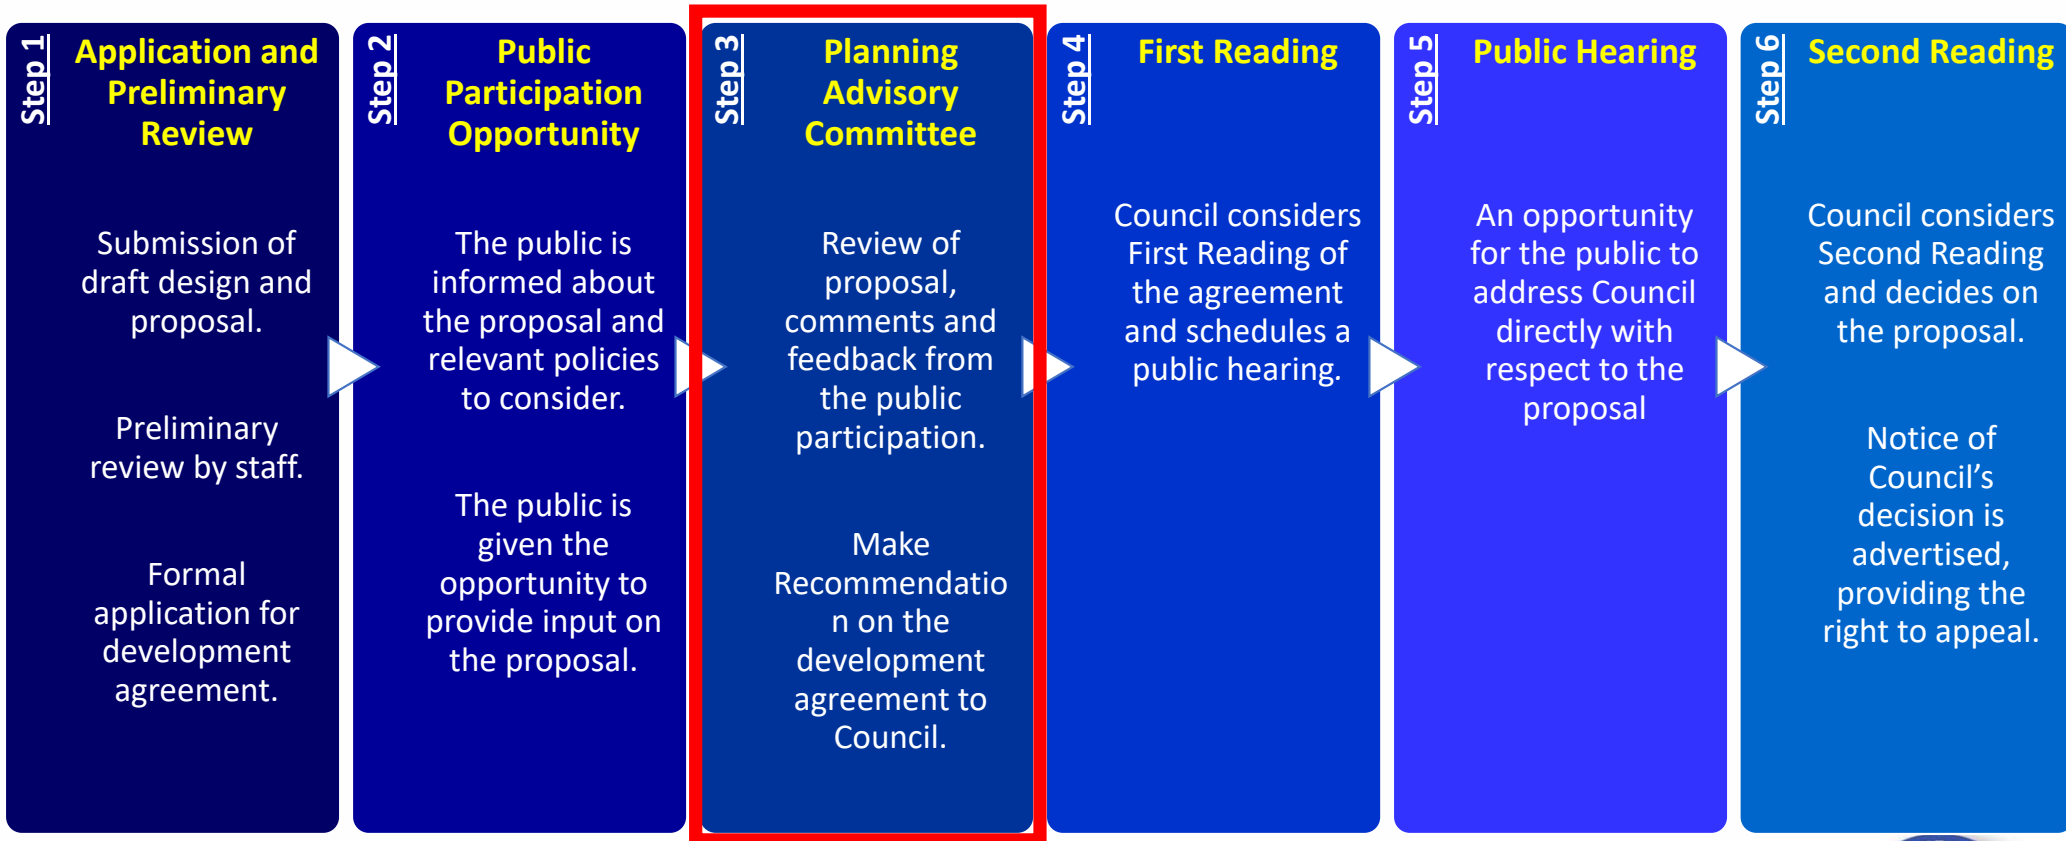 Step 1
Application and
Preliminary
Review
Submission of
draft design and
proposal.
Preliminary
review by staff.
Formal
application for
development
agreement.
Step 2
Public
Participation
Opportunity
The public is
informed about
the proposal and
relevant policies
to consider.
The public is
given the
opportunity to
provide input on
the proposal.
Step 3
Planning
Advisory
Committee
Review of
proposal,
comments and
feedback from
the public
participation.
Make
Recommendatio
n on the
development
agreement to
Council.
Step 4
First Reading
Council considers
First Reading of
the agreement
and schedules a
public hearing.
Step 5
Public Hearing
An opportunity
for the public to
address Council
directly with
respect to the
proposal
Step 6
Second Reading
Council considers
Second Reading
and decides on
the proposal.
Notice of
Council’s
decision is
advertised,
providing the
right to appeal.